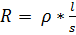 R = ρ * l/s